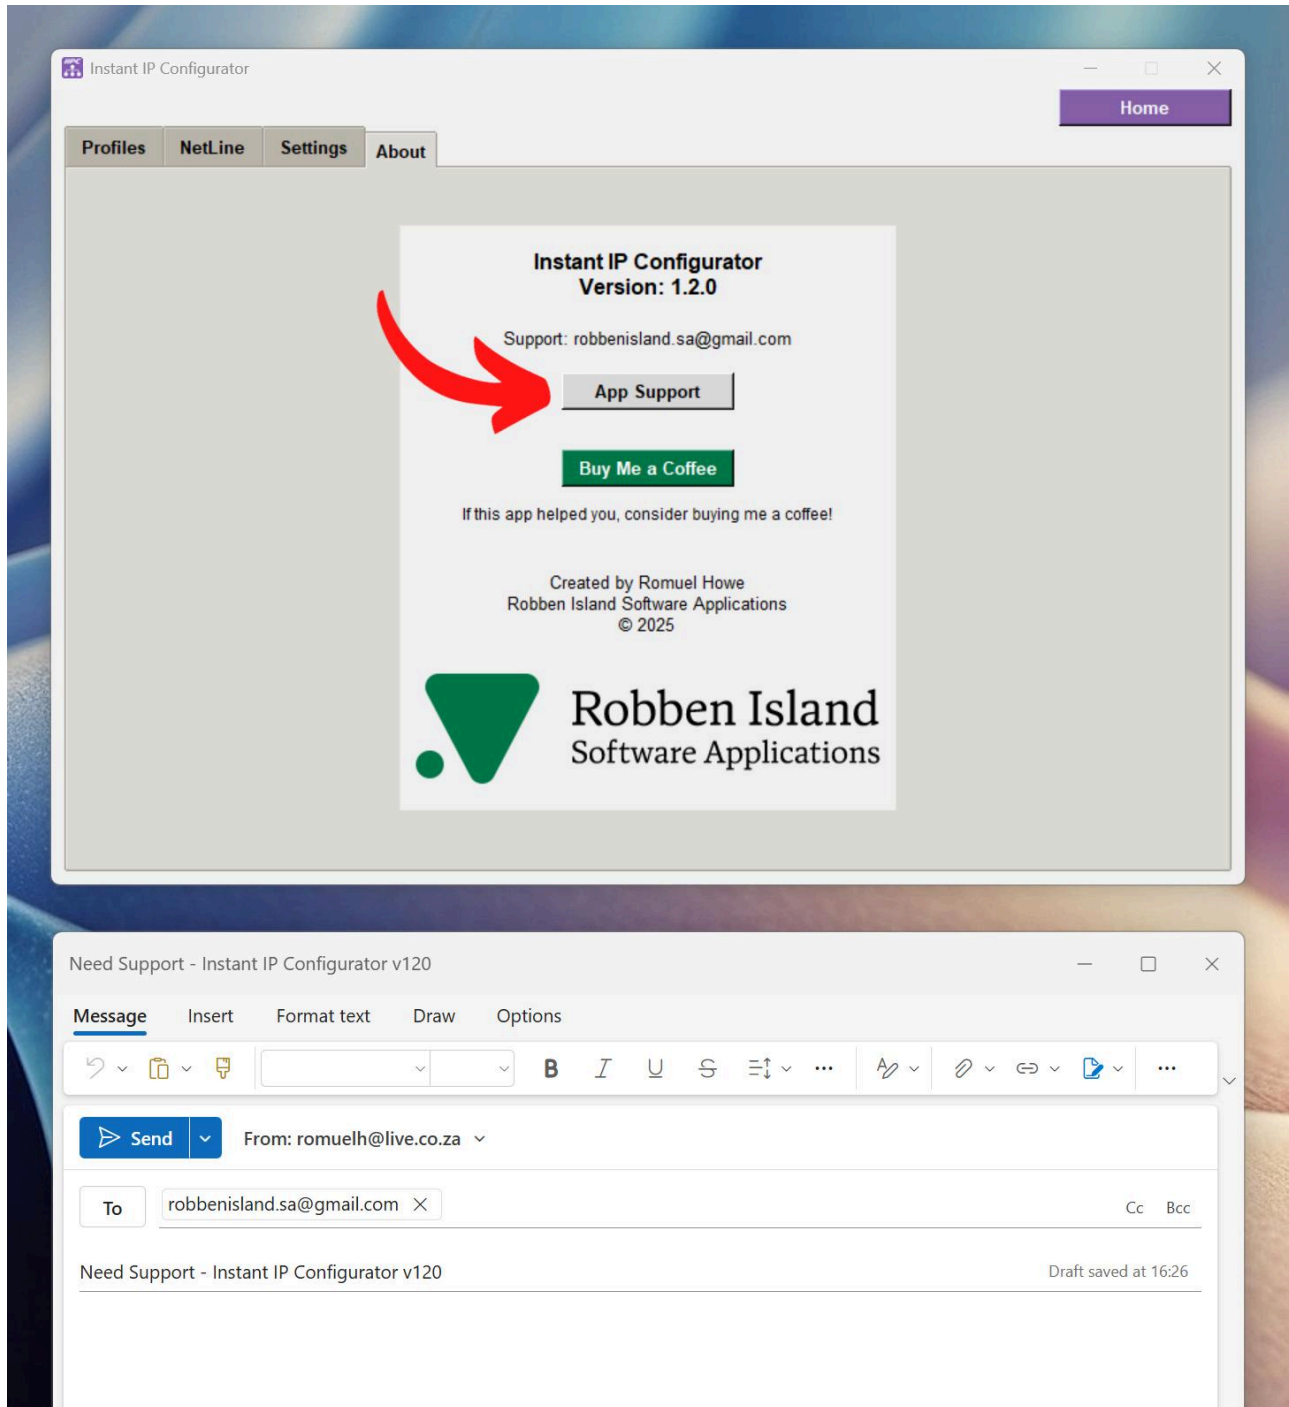 Instant IP Configurator
Home
Profiles NetLine Settings About
Instant IP Configurator
Version: 1.2.0
Support: robbenisland.sa@gmail.com
App Support
Buy Me a Coffee
If this app helped you, consider buying me a coffee!
Created by Romuel Howe
Robben Island Software Applications
© 2025
Robben Island
Software Applications
Need Support - Instant IP Configurator v120
Message Insert Format text Draw Options
Send From: romuelh@live.co.za
To robbenisland.sa@gmail.com Cc Bcc
Need Support - Instant IP Configurator v120 Draft saved at 16:26